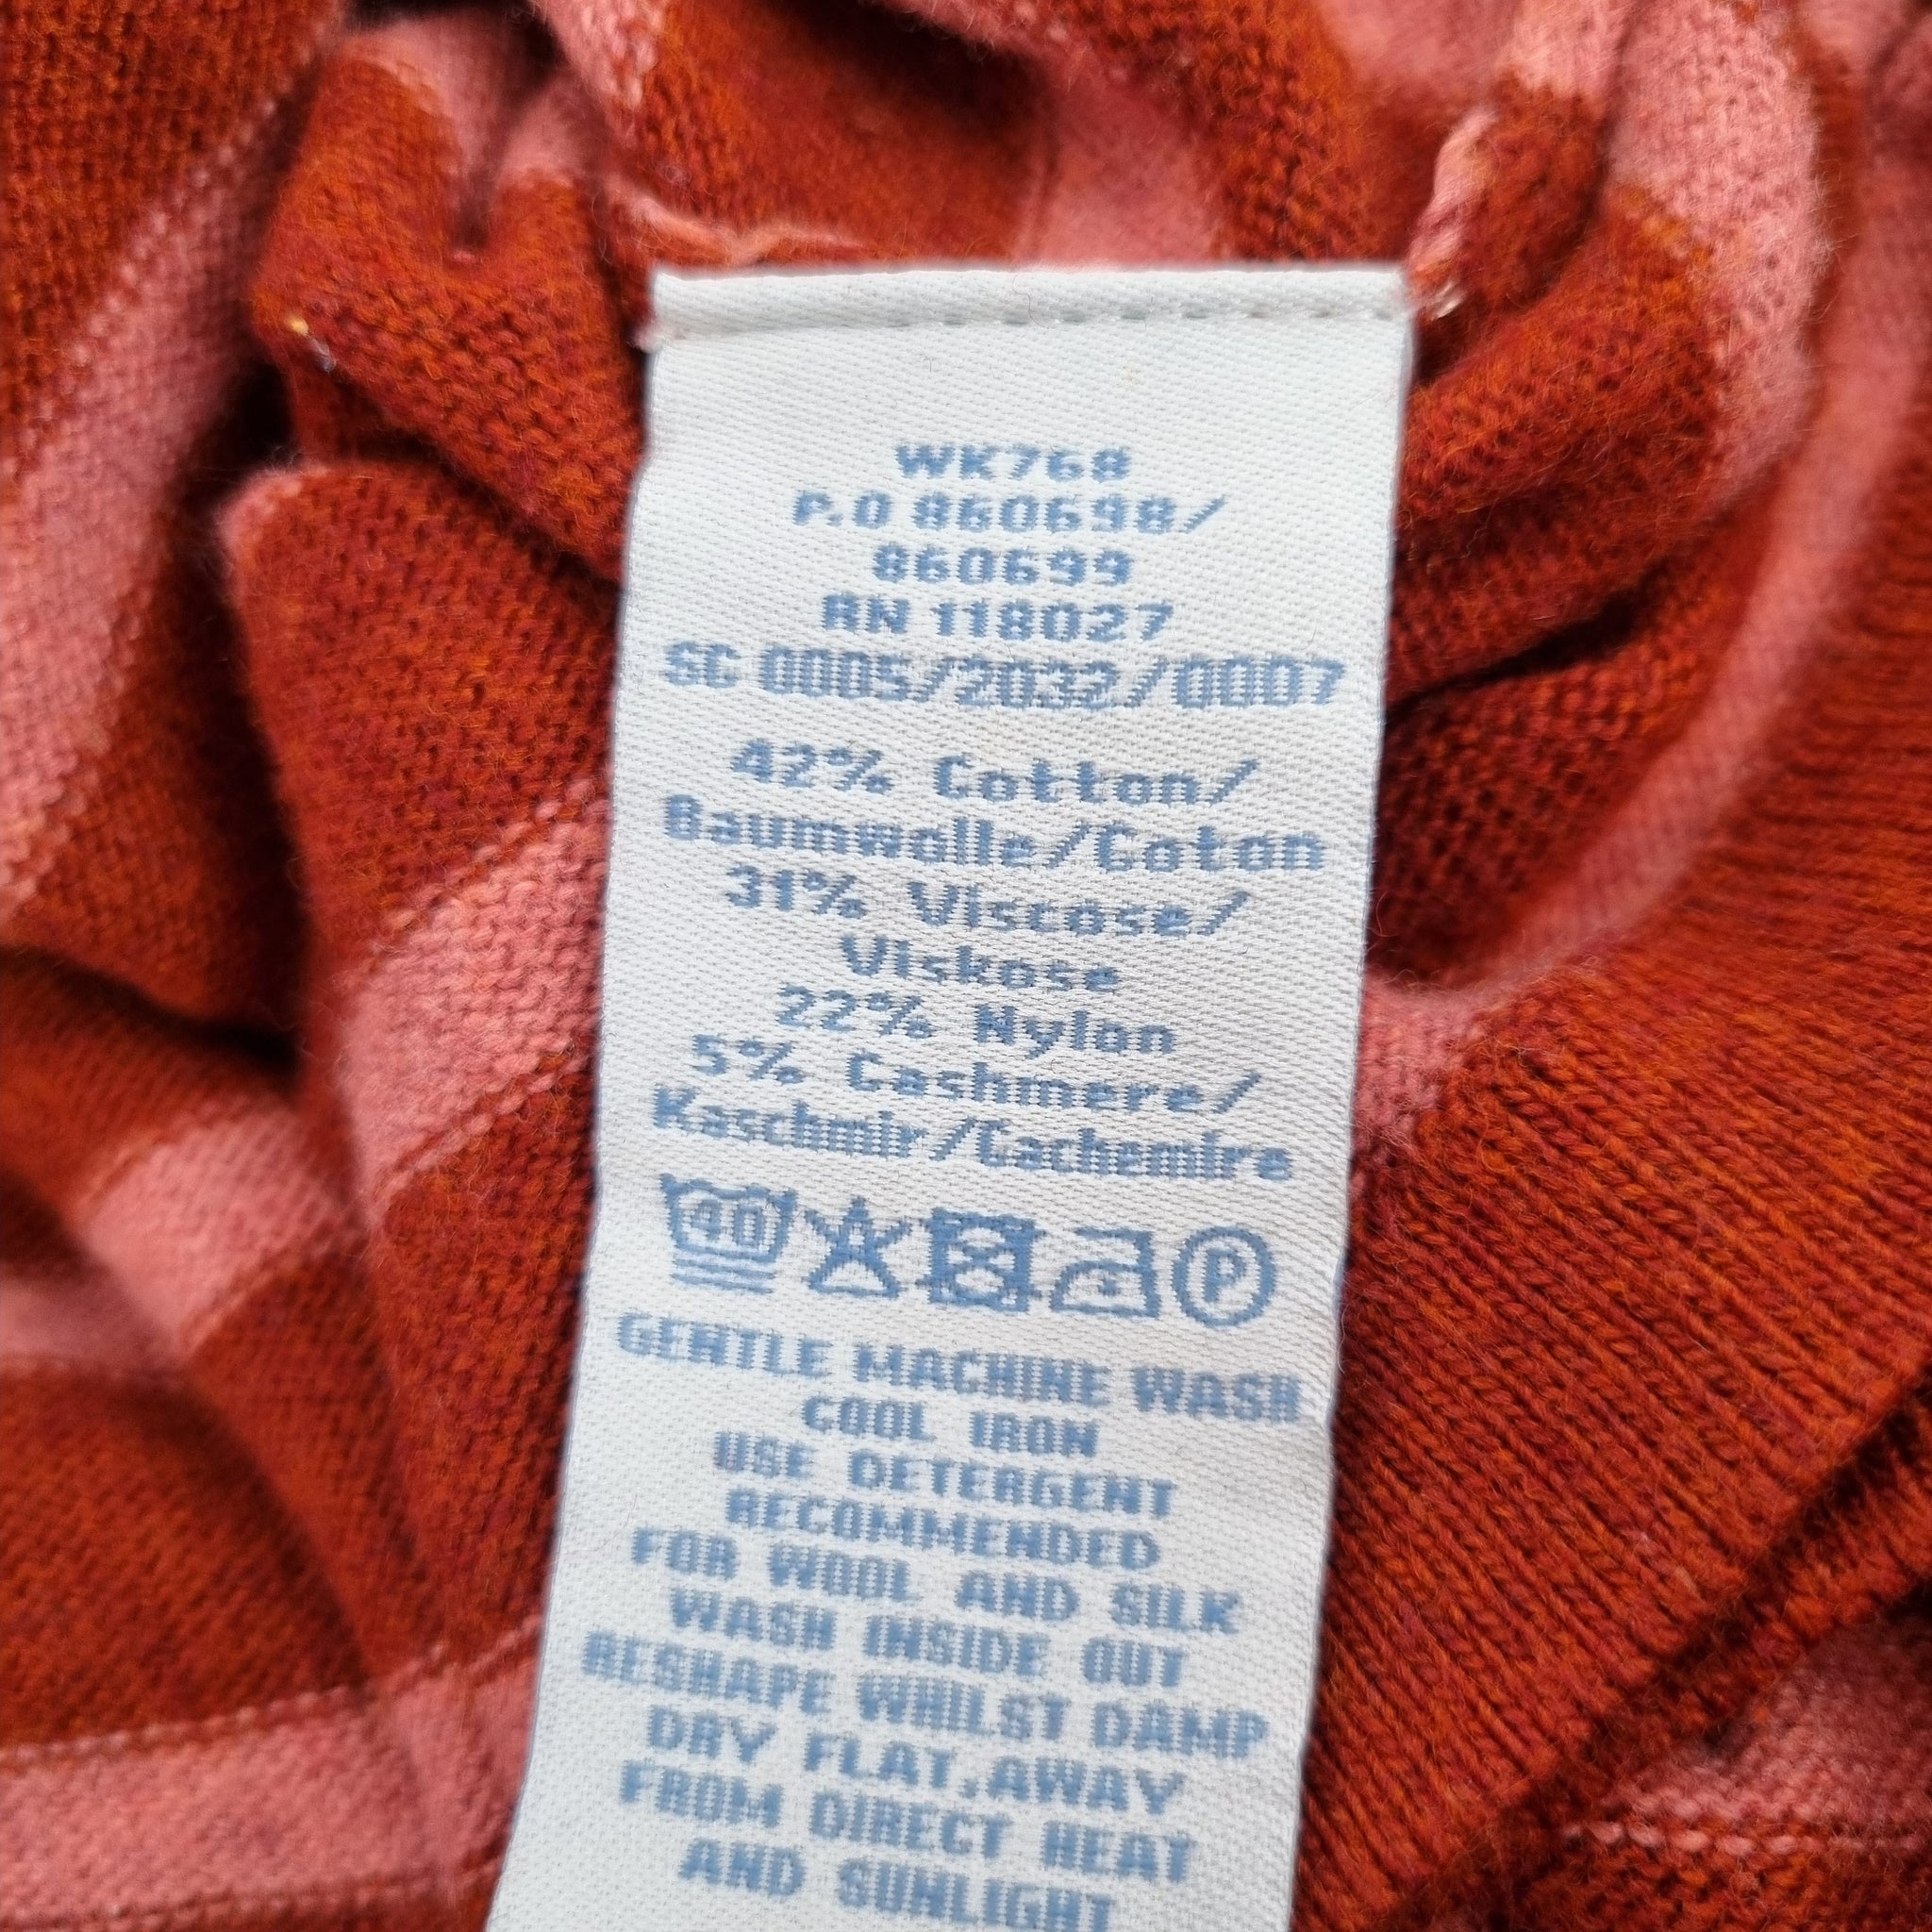 WK768
P.O 860698/
860699
RN 118027
SC 0005/2032/0007
42% Cotton/
Baumwolle/Coton
31% Viscose/
Viskose
22% Nylon
5% Cashmere/
Kaschmir/Cachemire
40 P
GENTLE MACHINE WASH
COOL IRON
USE DETERGENT
RECOMMENDED
FOR WOOL AND SILK
WASH INSIDE OUT
RESHAPE WHILST DAMP
DRY FLAT,AWAY
FROM DIRECT HEAT
AND SUNLIGHT